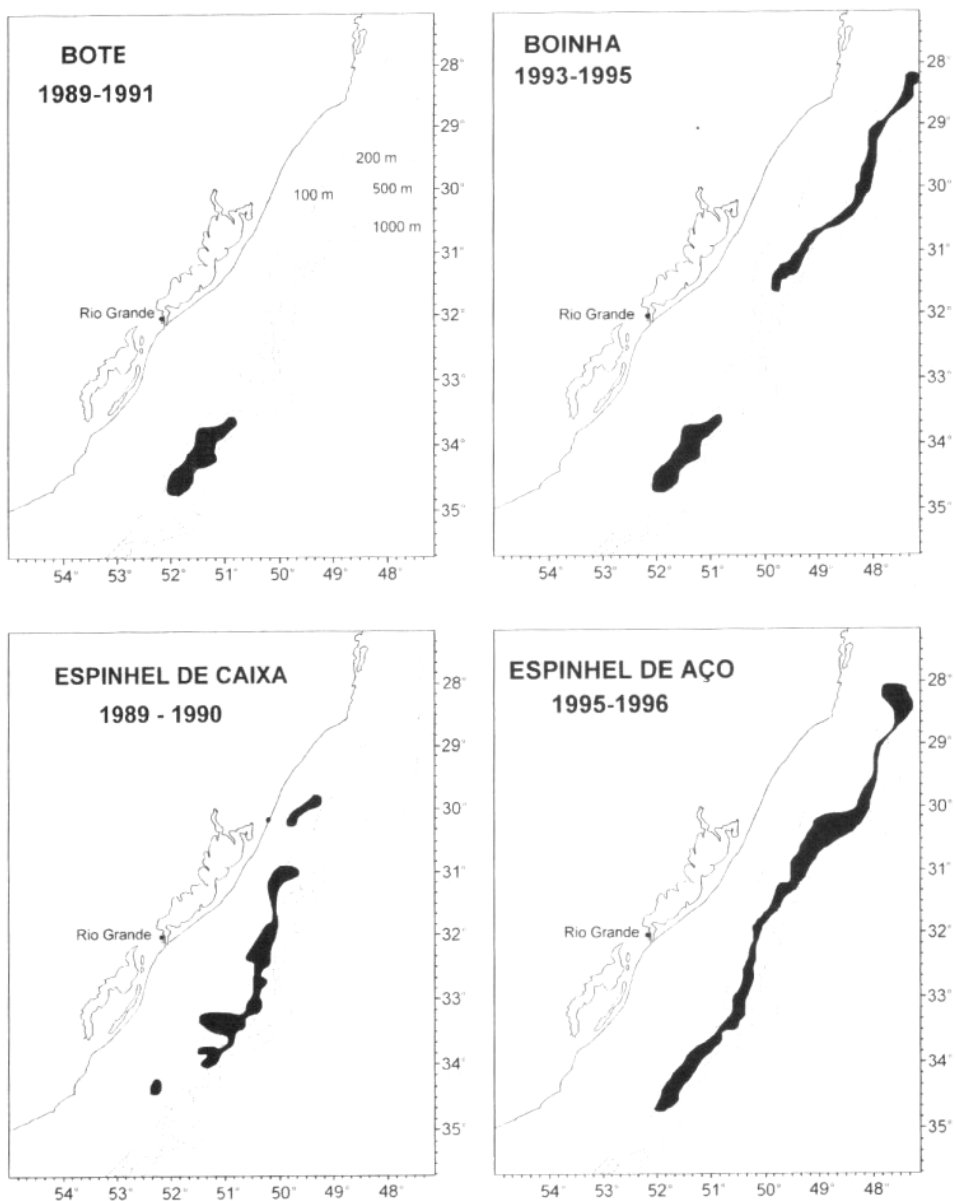 BOTE
1989-1991
200 m
100 m
500 m
1000 m
Rio Grande
28°
29°
30°
31°
32°
33°
34°
35°
54° 53° 52° 51° 50° 49° 48°
BOINHA
1993-1995
Rio Grande
28°
29°
30°
31°
32°
33°
34°
35°
54° 53° 52° 51° 50° 49° 48°
ESPINHEL DE CAIXA
1989 - 1990
Rio Grande
28°
29°
30°
31°
32°
33°
34°
35°
54° 53° 52° 51° 50° 49° 48°
ESPINHEL DE AÇO
1995-1996
Rio Grande
28°
29°
30°
31°
32°
33°
34°
35°
54° 53° 52° 51° 50° 49° 48°